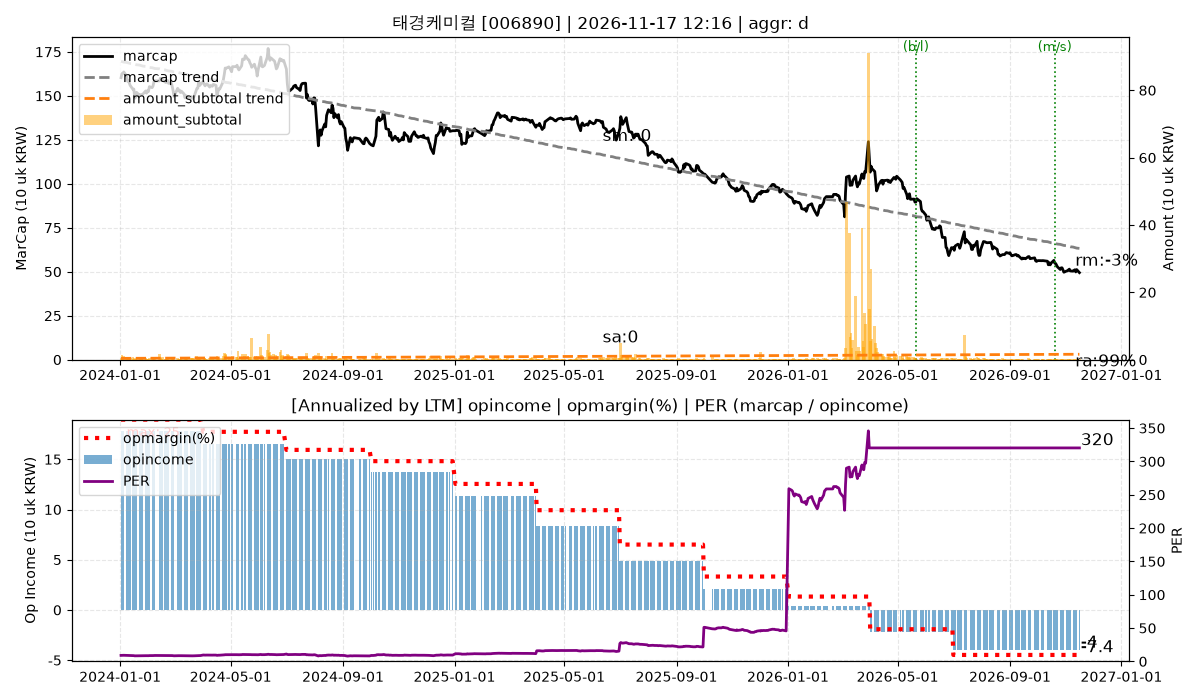 태경케미컬 [006890] | 2026-11-17 12:16 | aggr: d
MarCap (10 uk KRW)
175
150
125
100
75
50
25
0
marcap
marcap trend
amount_subtotal trend
amount_subtotal
sm:-0
sa:0
(b/l)
(m/s)
rm:-3%
ra:99%
80
60
40
20
0
Amount (10 uk KRW)
2024-01-01 2024-05-01 2024-09-01 2025-01-01 2025-05-01 2025-09-01 2026-01-01 2026-05-01 2026-09-01 2027-01-01
[Annualized by LTM] opincome | opmargin(%) | PER (marcap / opincome)
Op Income (10 uk KRW)
15
10
5
0
-5
opmargin(%)
opincome
PER
320
-4
-7.4
350
300
250
200
150
100
50
0
PER
2024-01-01 2024-05-01 2024-09-01 2025-01-01 2025-05-01 2025-09-01 2026-01-01 2026-05-01 2026-09-01 2027-01-01